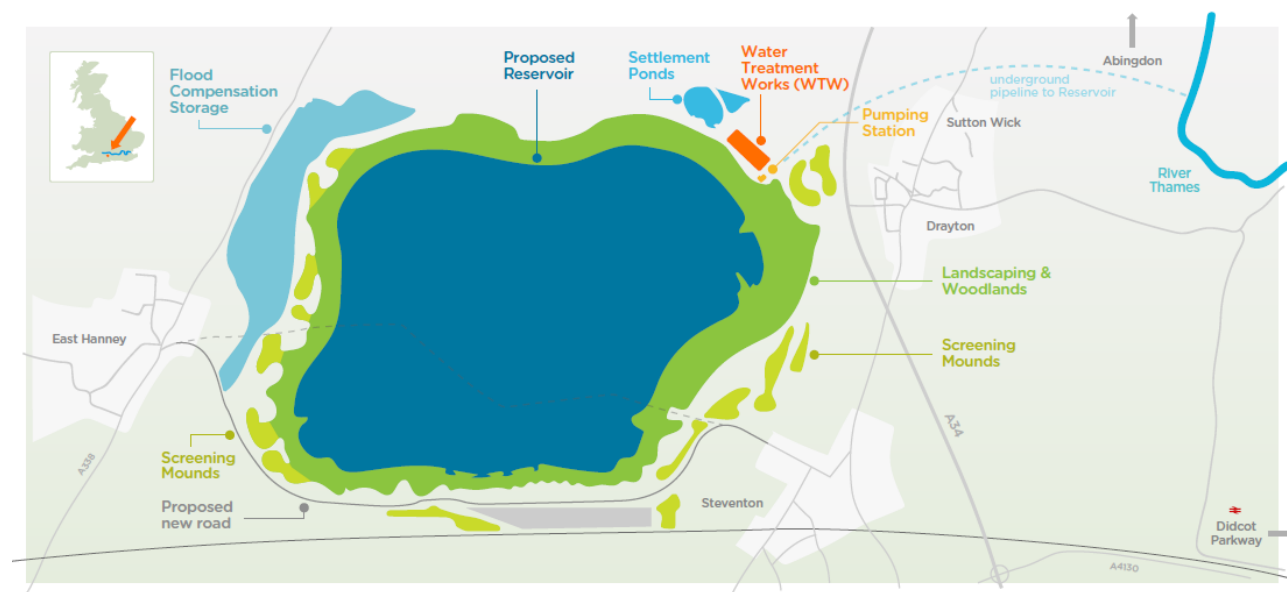 Flood
Compensation
Storage
Proposed
Reservoir
Settlement
Ponds
Water
Treatment
Works (WTW)
Abingdon
underground
pipeline to Reservoir
Pumping
Station
Sutton Wick
River
Thames
Drayton
Landscaping &
Woodlands
East Hanney
Screening
Mounds
A34
Screening
Mounds
A338
Proposed
new road
Steventon
Didcot
Parkway
A4130